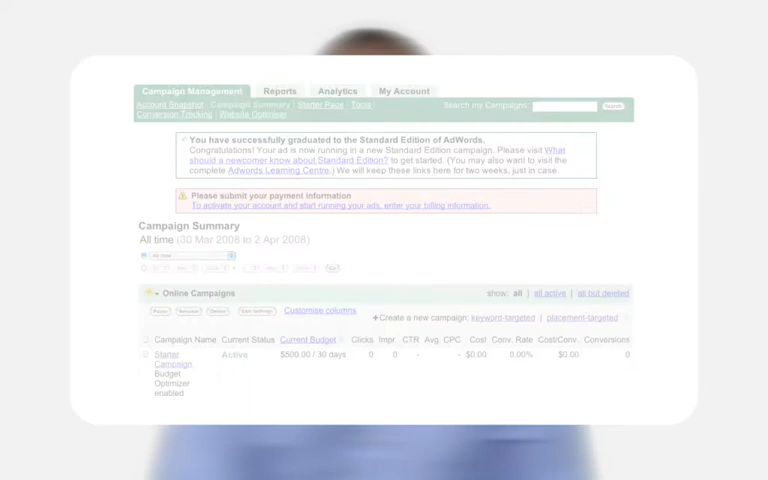 Campaign Management Reports Analytics My Account
Account Snapshot | Campaign Summary | Starter Page | Tools
Search my Campaigns: Search
Conversion Tracking | Website Optimiser
You have successfully graduated to the Standard Edition of AdWords.
Congratulations! Your ad is now running in a new Standard Edition campaign. Please visit What
should a newcomer know about Standard Edition? to get started. (You may also want to visit the
complete Adwords Learning Centre.) We will keep these links here for two weeks, just in case.
Please submit your payment information
To activate your account and start running your ads, enter your billing information.
Campaign Summary
All time (30 Mar 2008 to 2 Apr 2008)
All time
Go
Online Campaigns show: all | all active | all but deleted
Pause Resume Delete Edit Settings Customise columns
+Create a new campaign: keyword-targeted | placement-targeted
Campaign Name Current Status Current Budget Clicks Impr. CTR Avg. CPC Cost Conv. Rate Cost/Conv. Conversions
Starter Active $500.00 / 30 days 0 0 - - $0.00 0.00% $0.00 0
Campaign
Budget
Optimizer
enabled